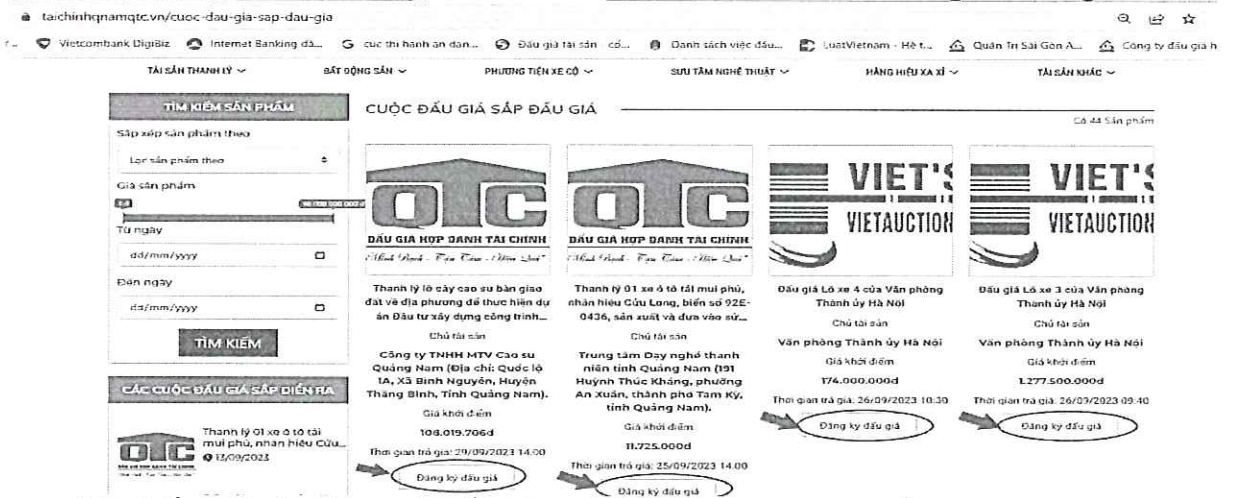 taichinhqnamqtc.vn/cuoc-dau-gia-sap-dau-gia
Vietcombank DigiBiz Internet Banking dà... cục thi hành án dân... Đấu giá tài sản cố... Danh sách việc đấu... LuatVietnam - Hệ t... Quản Trị Sài Gòn A... Công ty đấu giá h
TÀI SẢN THANH LÝ BẤT ĐỘNG SẢN PHƯƠNG TIỆN XE CỘ SƯU TẦM NGHỆ THUẬT HÀNG HIỆU XA XỈ TÀI SẢN KHÁC
TÌM KIẾM SẢN PHẨM
Sắp xếp sản phẩm theo
Lọc sản phẩm theo
Giá sản phẩm
Từ ngày
dd/mm/yyyy
Đến ngày
dd/mm/yyyy
TÌM KIẾM
CÁC CUỘC ĐẤU GIÁ SẮP DIỄN RA
QTC
Thanh lý 01 xe ô tô tải
mui phủ, nhãn hiệu Cửu...
13/09/2023
CUỘC ĐẤU GIÁ SẮP ĐẤU GIÁ
Có 44 Sản phẩm
QTC
ĐẤU GIÁ HỢP DANH TÀI CHÍNH
Thanh lý lô cây cao su bàn giao
đất về địa phương để thực hiện dự
án Đầu tư xây dựng công trình...
Chủ tài sản
Công ty TNHH MTV Cao su
Quảng Nam (Địa chỉ: Quốc lộ
1A, Xã Bình Nguyên, Huyện
Thăng Bình, Tỉnh Quảng Nam).
Giá khởi điểm
108.019.706đ
Thời gian trả giá: 29/09/2023 14:00
Đăng ký đấu giá
QTC
ĐẤU GIÁ HỢP DANH TÀI CHÍNH
Thanh lý 01 xe ô tô tải mui phủ,
nhãn hiệu Cửu Long, biển số 92E-
0436, sản xuất và đưa vào sử...
Chủ tài sản
Trung tâm Dạy nghề thanh
niên tỉnh Quảng Nam (191
Huỳnh Thúc Kháng, phường
An Xuân, thành phố Tam Kỳ,
tỉnh Quảng Nam).
Giá khởi điểm
11.725.000đ
Thời gian trả giá: 25/09/2023 14:00
Đăng ký đấu giá
VIET'S
VIETAUCTION
Đấu giá Lô xe 4 của Văn phòng
Thành ủy Hà Nội
Chủ tài sản
Văn phòng Thành ủy Hà Nội
Giá khởi điểm
174.000.000đ
Thời gian trả giá: 26/09/2023 10:30
Đăng ký đấu giá
VIET'S
VIETAUCTION
Đấu giá Lô xe 3 của Văn phòng
Thành ủy Hà Nội
Chủ tài sản
Văn phòng Thành ủy Hà Nội
Giá khởi điểm
1.277.500.000đ
Thời gian trả giá: 26/09/2023 09:40
Đăng ký đấu giá